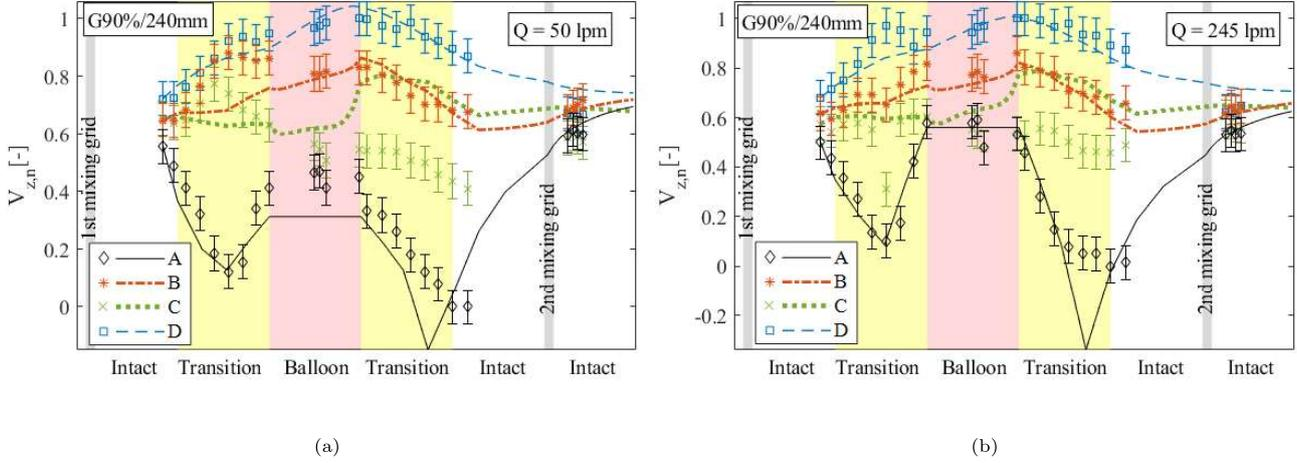 G90%/240mm
Q = 50 lpm
1
0.8
0.6
0.4
0.2
0
V_{z,n}[-]
1st mixing grid
2nd mixing grid
A
B
C
D
Intact Transition Balloon Transition Intact Intact
(a)
G90%/240mm
Q = 245 lpm
1
0.8
0.6
0.4
0.2
0
-0.2
V_{z,n}[-]
1st mixing grid
2nd mixing grid
A
B
C
D
Intact Transition Balloon Transition Intact Intact
(b)